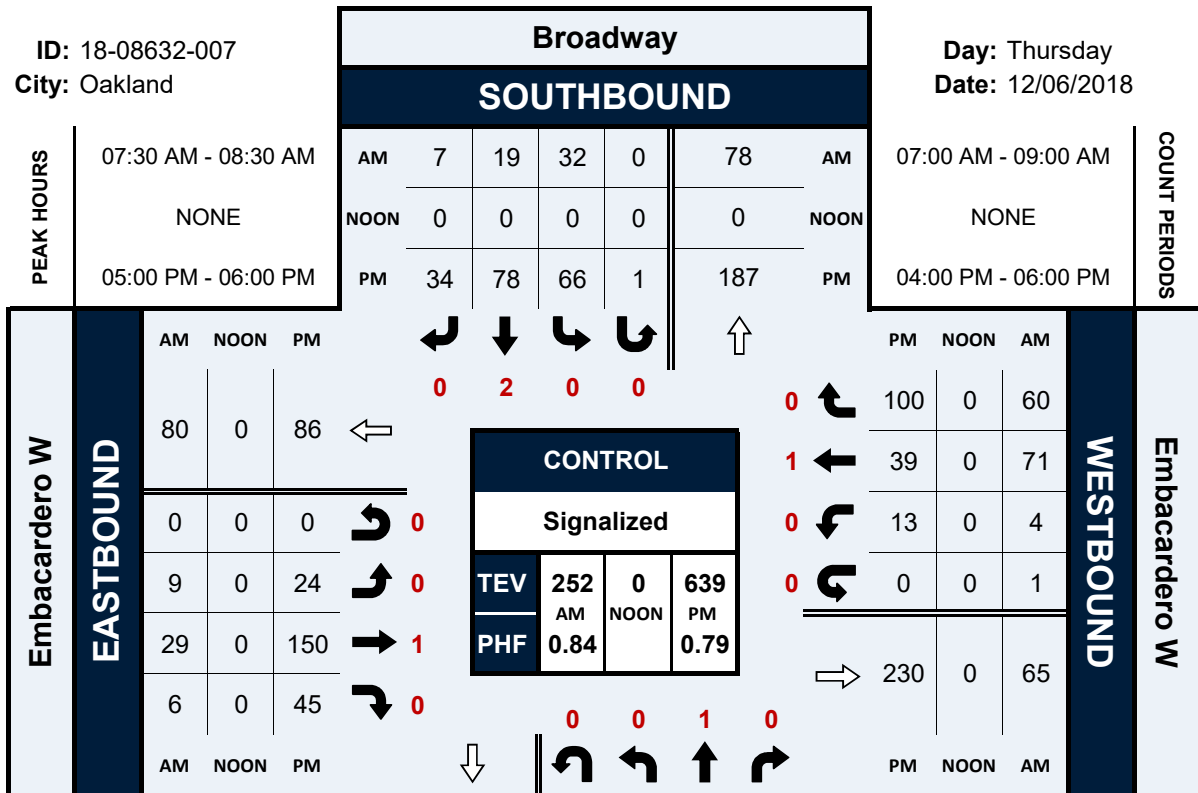 Broadway
ID: 18-08632-007
City: Oakland
Day: Thursday
Date: 12/06/2018
SOUTHBOUND
PEAK HOURS
07:30 AM - 08:30 AM
NONE
05:00 PM - 06:00 PM
AM 7 19 32 0 78 AM
NOON 0 0 0 0 0 NOON
PM 34 78 66 1 187 PM
07:00 AM - 09:00 AM
NONE
04:00 PM - 06:00 PM
COUNT PERIODS
0 2 0 0
Embacardero W
EASTBOUND
AM NOON PM
80 0 86
0 0 0 0
9 0 24 0
29 0 150 1
6 0 45 0
AM NOON PM
CONTROL
Signalized
TEV 252 0 639
AM NOON PM
PHF 0.84 0.79
PM NOON AM
0 100 0 60
1 39 0 71
0 13 0 4
0 0 0 1
230 0 65
PM NOON AM
WESTBOUND
Embacardero W
0 0 1 0